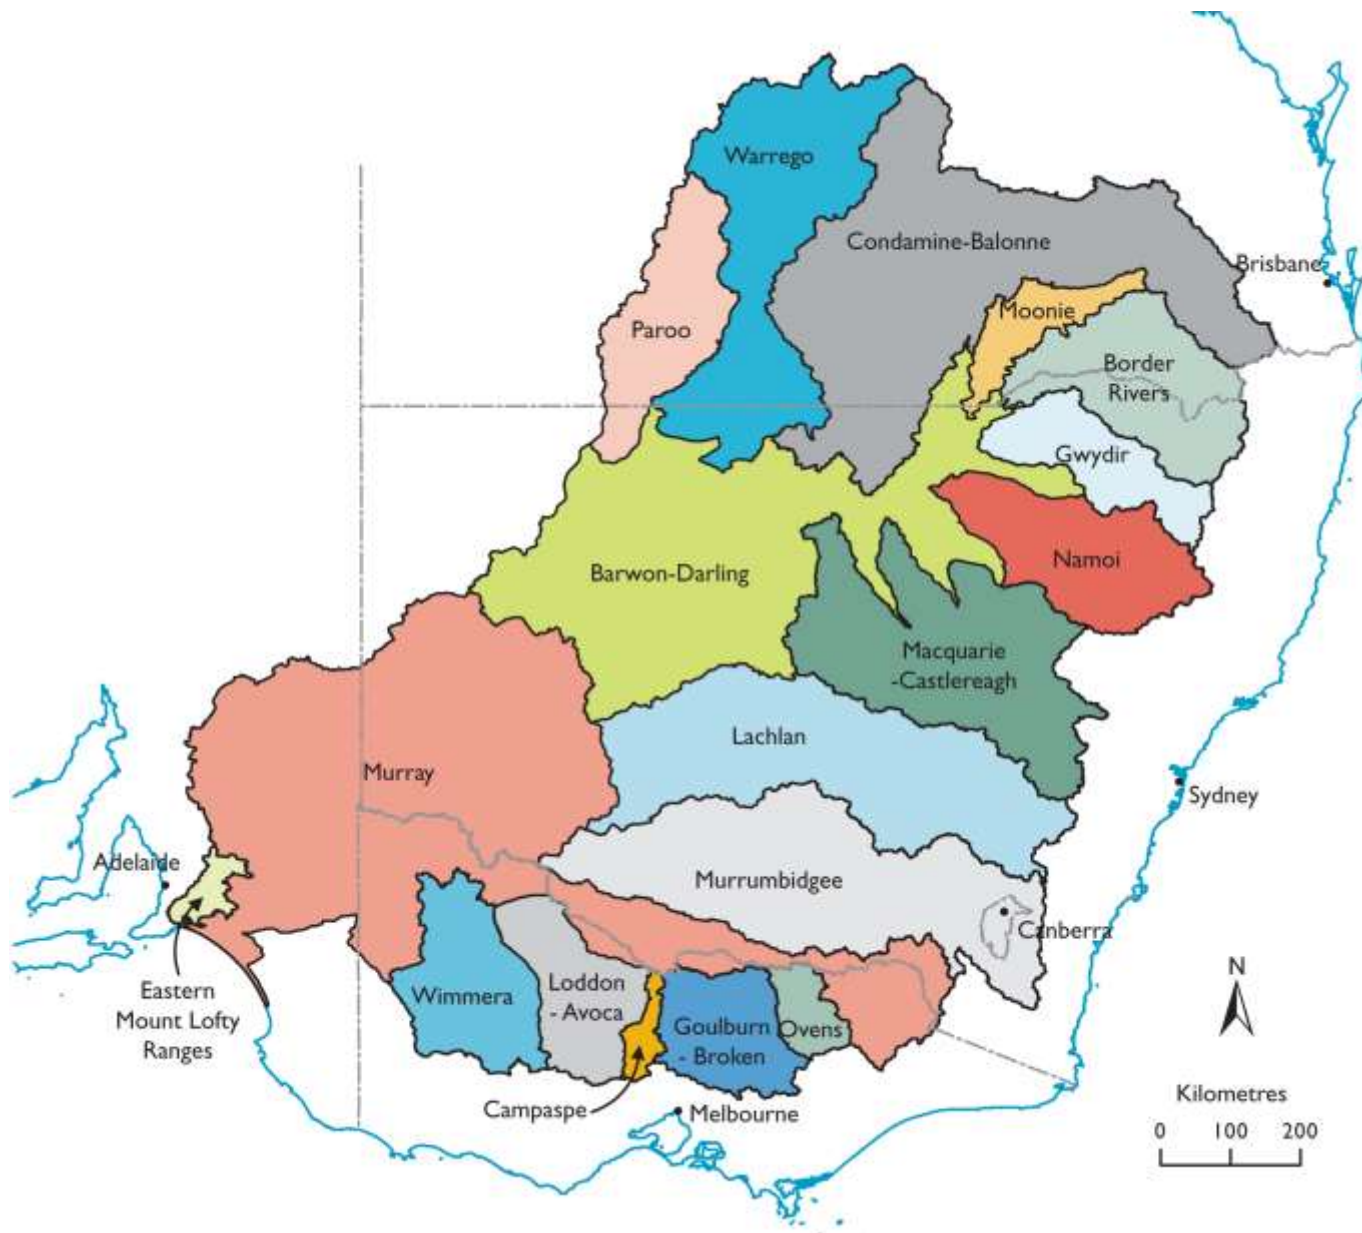 Warrego
Condamine-Balonne
Brisbane
Moonie
Paroo
Border
Rivers
Gwydir
Namoi
Barwon-Darling
Macquarie
-Castlereagh
Lachlan
Murray
Sydney
Adelaide
Murrumbidgee
Canberra
N
Eastern
Mount Lofty
Ranges
Wimmera
Loddon
- Avoca
Goulburn
- Broken
Ovens
Campaspe
Melbourne
Kilometres
0 100 200